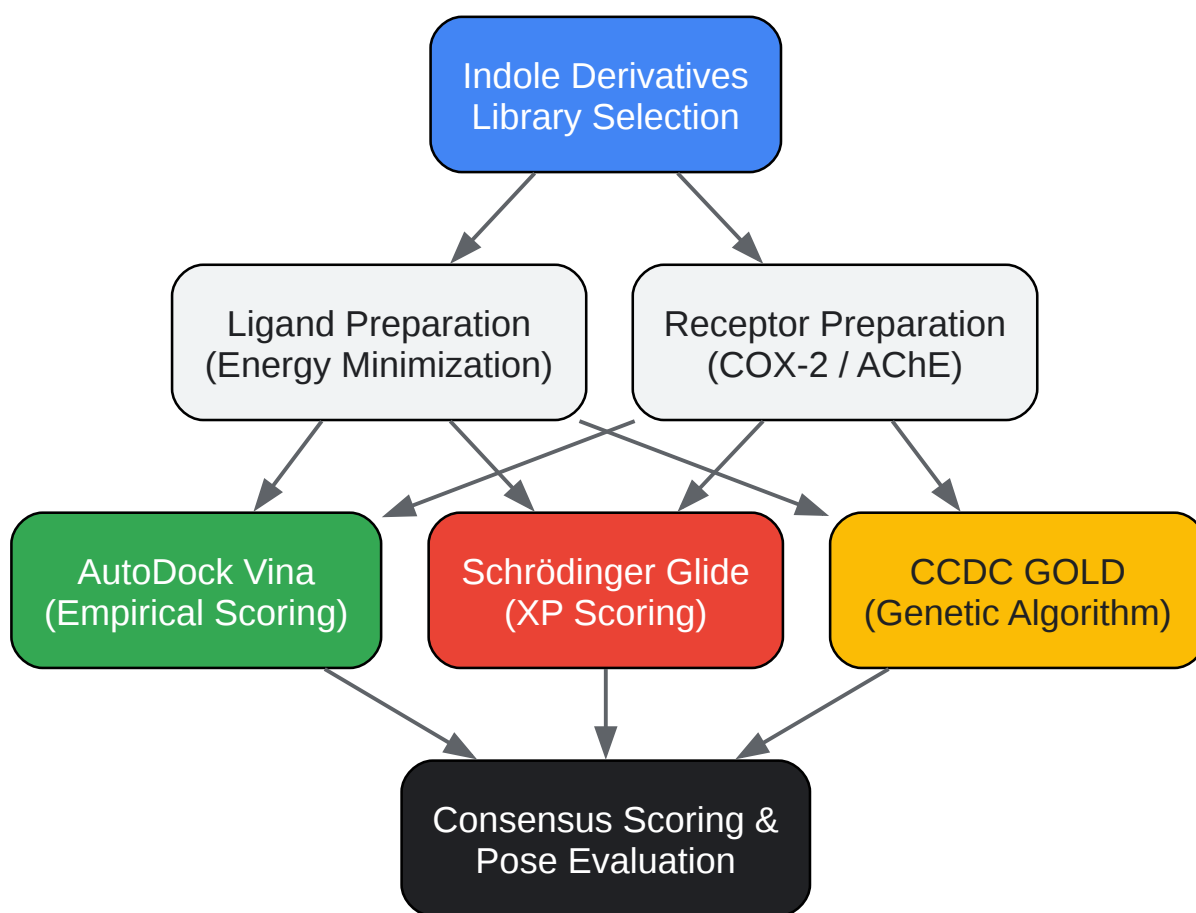 Indole Derivatives
Library Selection
Ligand Preparation
(Energy Minimization)
Receptor Preparation
(COX-2 / AChE)
AutoDock Vina
(Empirical Scoring)
Schrödinger Glide
(XP Scoring)
CCDC GOLD
(Genetic Algorithm)
Consensus Scoring &
Pose Evaluation